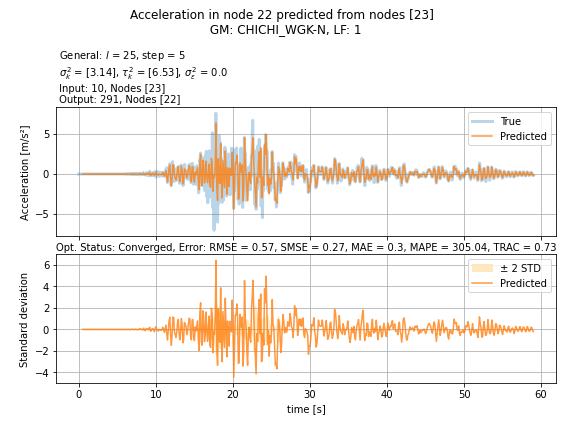 Acceleration in node 22 predicted from nodes [23]
GM: CHICHI_WGK-N, LF: 1
General: l = 25, step = 5
σ²ₖ = [3.14], τ²ₖ = [6.53], σ²ₑ = 0.0
Input: 10, Nodes [23]
Output: 291, Nodes [22]
Acceleration [m/s²]
5
0
−5
True
Predicted
Opt. Status: Converged, Error: RMSE = 0.57, SMSE = 0.27, MAE = 0.3, MAPE = 305.04, TRAC = 0.73
Standard deviation
6
4
2
0
−2
−4
± 2 STD
Predicted
0 10 20 30 40 50 60
time [s]